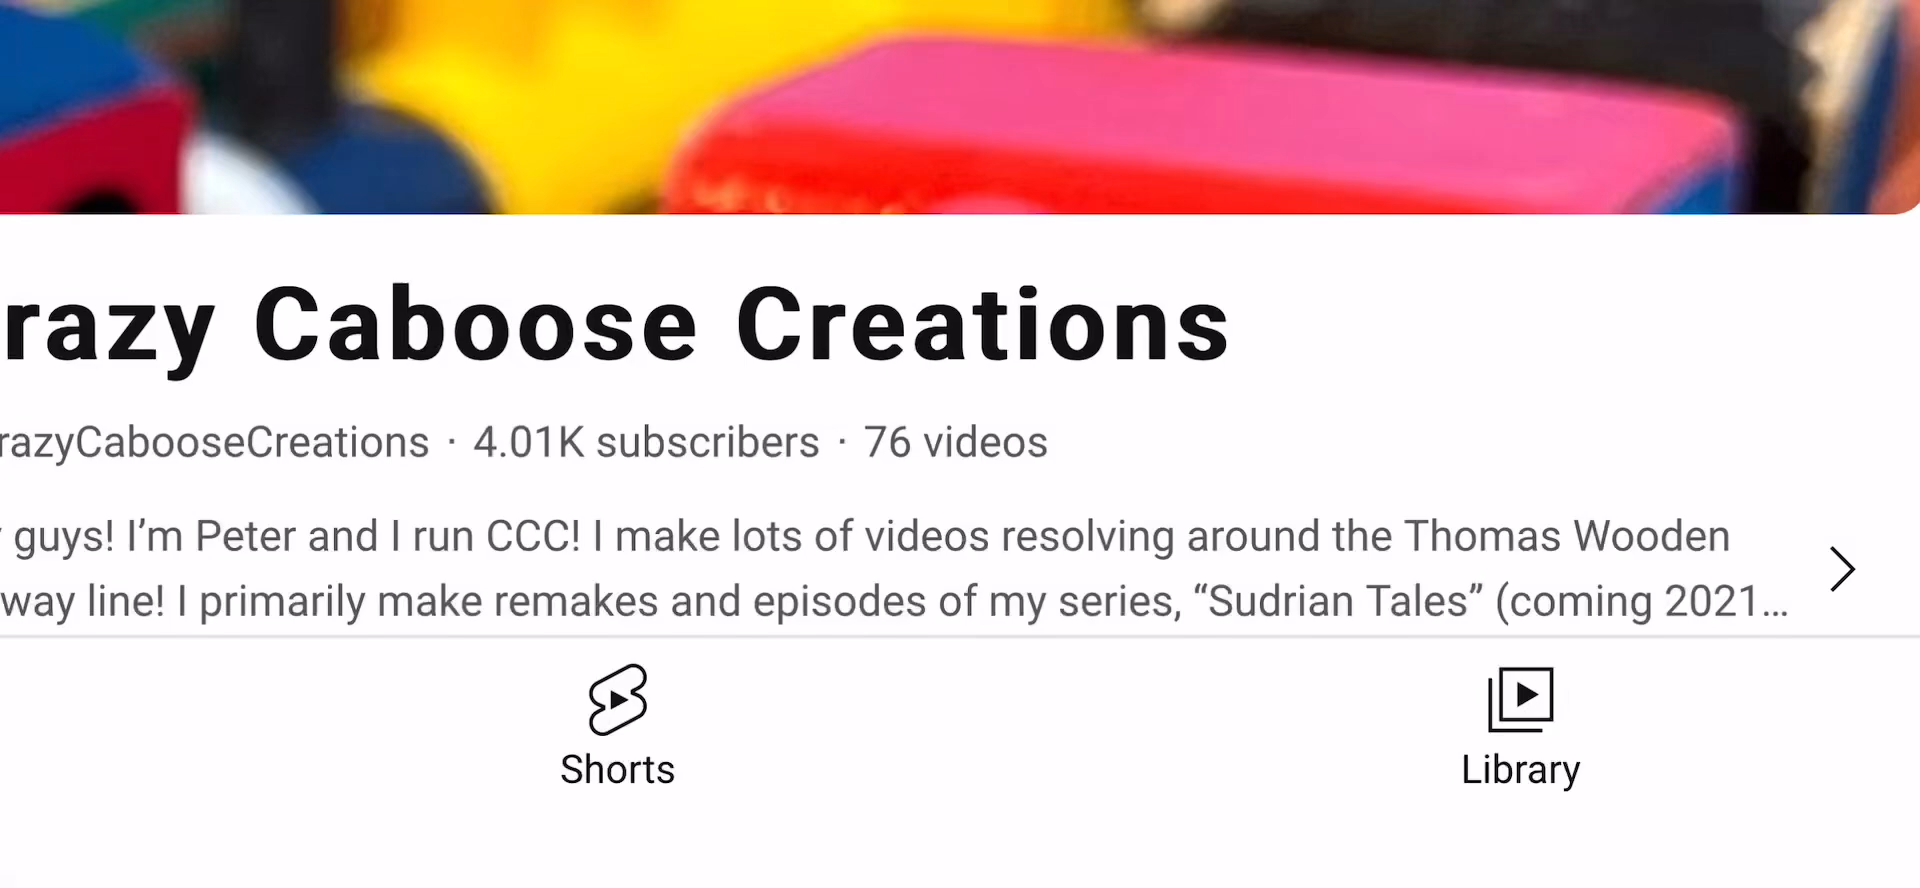 razy Caboose Creations
razyCabooseCreations · 4.01K subscribers · 76 videos
guys! I’m Peter and I run CCC! I make lots of videos resolving around the Thomas Wooden
way line! I primarily make remakes and episodes of my series, “Sudrian Tales” (coming 2021...
Shorts
Library